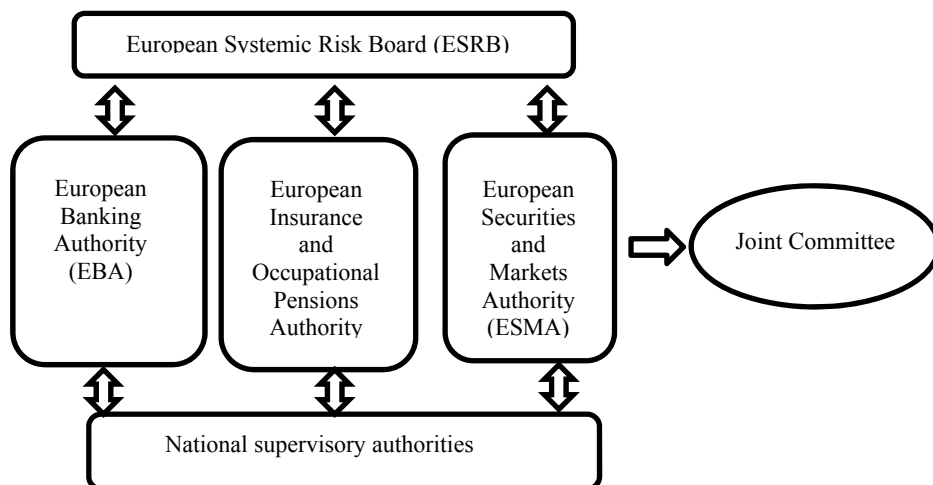 European Systemic Risk Board (ESRB)
European
Banking
Authority
(EBA)
European
Insurance
and
Occupational
Pensions
Authority
European
Securities
and
Markets
Authority
(ESMA)
Joint Committee
National supervisory authorities